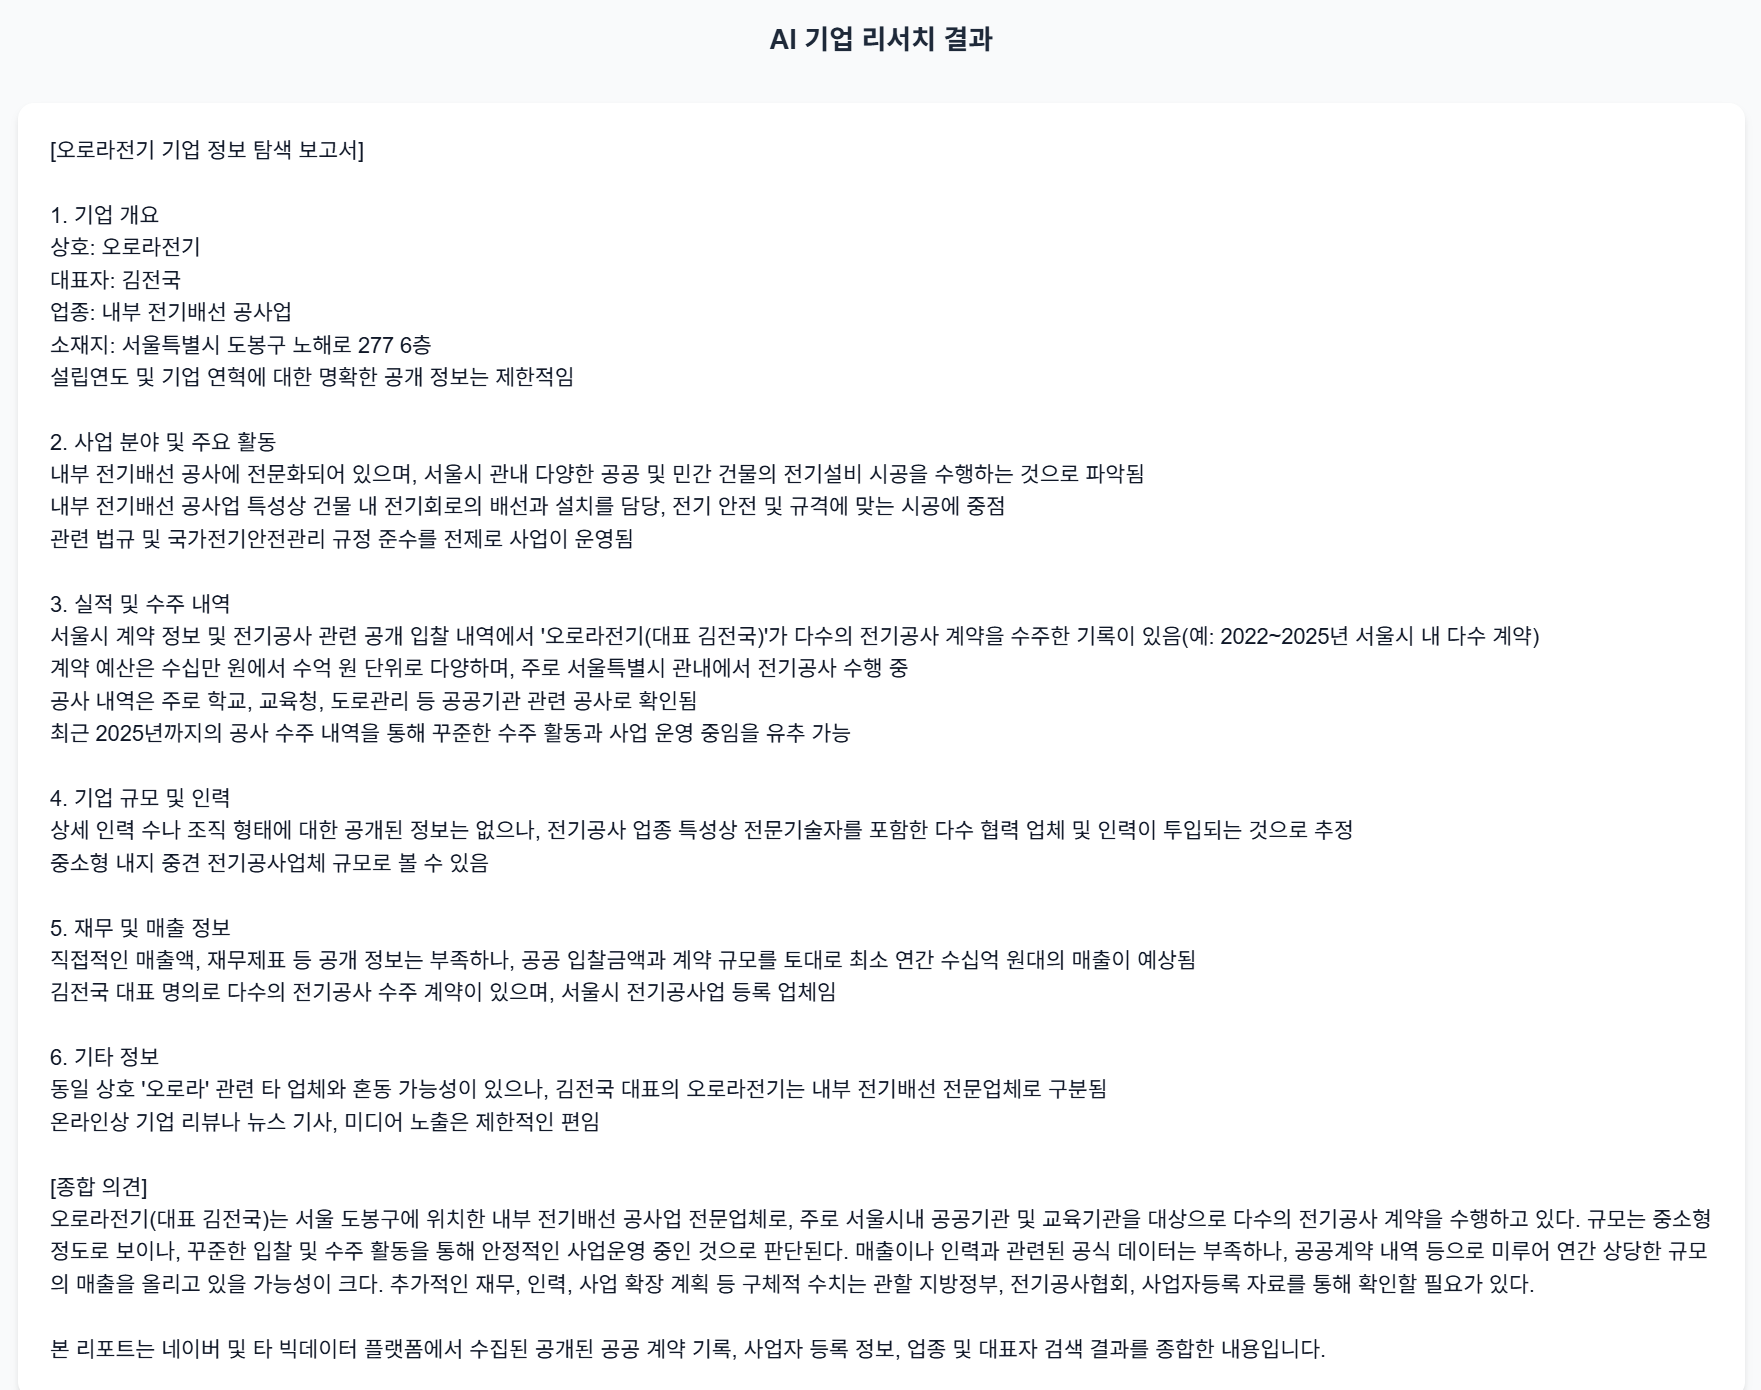 AI 기업 리서치 결과
[오로라전기 기업 정보 탐색 보고서]
1. 기업 개요
상호: 오로라전기
대표자: 김전국
업종: 내부 전기배선 공사업
소재지: 서울특별시 도봉구 노해로 277 6층
설립연도 및 기업 연혁에 대한 명확한 공개 정보는 제한적임
2. 사업 분야 및 주요 활동
내부 전기배선 공사에 전문화되어 있으며, 서울시 관내 다양한 공공 및 민간 건물의 전기설비 시공을 수행하는 것으로 파악됨
내부 전기배선 공사업 특성상 건물 내 전기회로의 배선과 설치를 담당, 전기 안전 및 규격에 맞는 시공에 중점
관련 법규 및 국가전기안전관리 규정 준수를 전제로 사업이 운영됨
3. 실적 및 수주 내역
서울시 계약 정보 및 전기공사 관련 공개 입찰 내역에서 '오로라전기(대표 김전국)'가 다수의 전기공사 계약을 수주한 기록이 있음(예: 2022~2025년 서울시 내 다수 계약)
계약 예산은 수십만 원에서 수억 원 단위로 다양하며, 주로 서울특별시 관내에서 전기공사 수행 중
공사 내역은 주로 학교, 교육청, 도로관리 등 공공기관 관련 공사로 확인됨
최근 2025년까지의 공사 수주 내역을 통해 꾸준한 수주 활동과 사업 운영 중임을 유추 가능
4. 기업 규모 및 인력
상세 인력 수나 조직 형태에 대한 공개된 정보는 없으나, 전기공사 업종 특성상 전문기술자를 포함한 다수 협력 업체 및 인력이 투입되는 것으로 추정
중소형 내지 중견 전기공사업체 규모로 볼 수 있음
5. 재무 및 매출 정보
직접적인 매출액, 재무제표 등 공개 정보는 부족하나, 공공 입찰금액과 계약 규모를 토대로 최소 연간 수십억 원대의 매출이 예상됨
김전국 대표 명의로 다수의 전기공사 수주 계약이 있으며, 서울시 전기공사업 등록 업체임
6. 기타 정보
동일 상호 '오로라' 관련 타 업체와 혼동 가능성이 있으나, 김전국 대표의 오로라전기는 내부 전기배선 전문업체로 구분됨
온라인상 기업 리뷰나 뉴스 기사, 미디어 노출은 제한적인 편임
[종합 의견]
오로라전기(대표 김전국)는 서울 도봉구에 위치한 내부 전기배선 공사업 전문업체로, 주로 서울시내 공공기관 및 교육기관을 대상으로 다수의 전기공사 계약을 수행하고 있다. 규모는 중소형
정도로 보이나, 꾸준한 입찰 및 수주 활동을 통해 안정적인 사업운영 중인 것으로 판단된다. 매출이나 인력과 관련된 공식 데이터는 부족하나, 공공계약 내역 등으로 미루어 연간 상당한 규모
의 매출을 올리고 있을 가능성이 크다. 추가적인 재무, 인력, 사업 확장 계획 등 구체적 수치는 관할 지방정부, 전기공사협회, 사업자등록 자료를 통해 확인할 필요가 있다.
본 리포트는 네이버 및 타 빅데이터 플랫폼에서 수집된 공개된 공공 계약 기록, 사업자 등록 정보, 업종 및 대표자 검색 결과를 종합한 내용입니다.